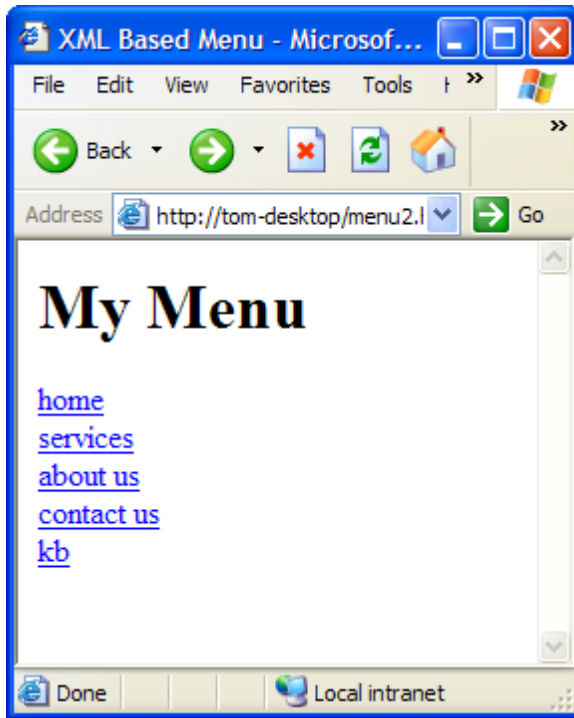 XML Based Menu - Microsof...
File Edit View Favorites Tools »
Back »
Address http://tom-desktop/menu2. Go
My Menu
home
services
about us
contact us
kb
Done Local intranet